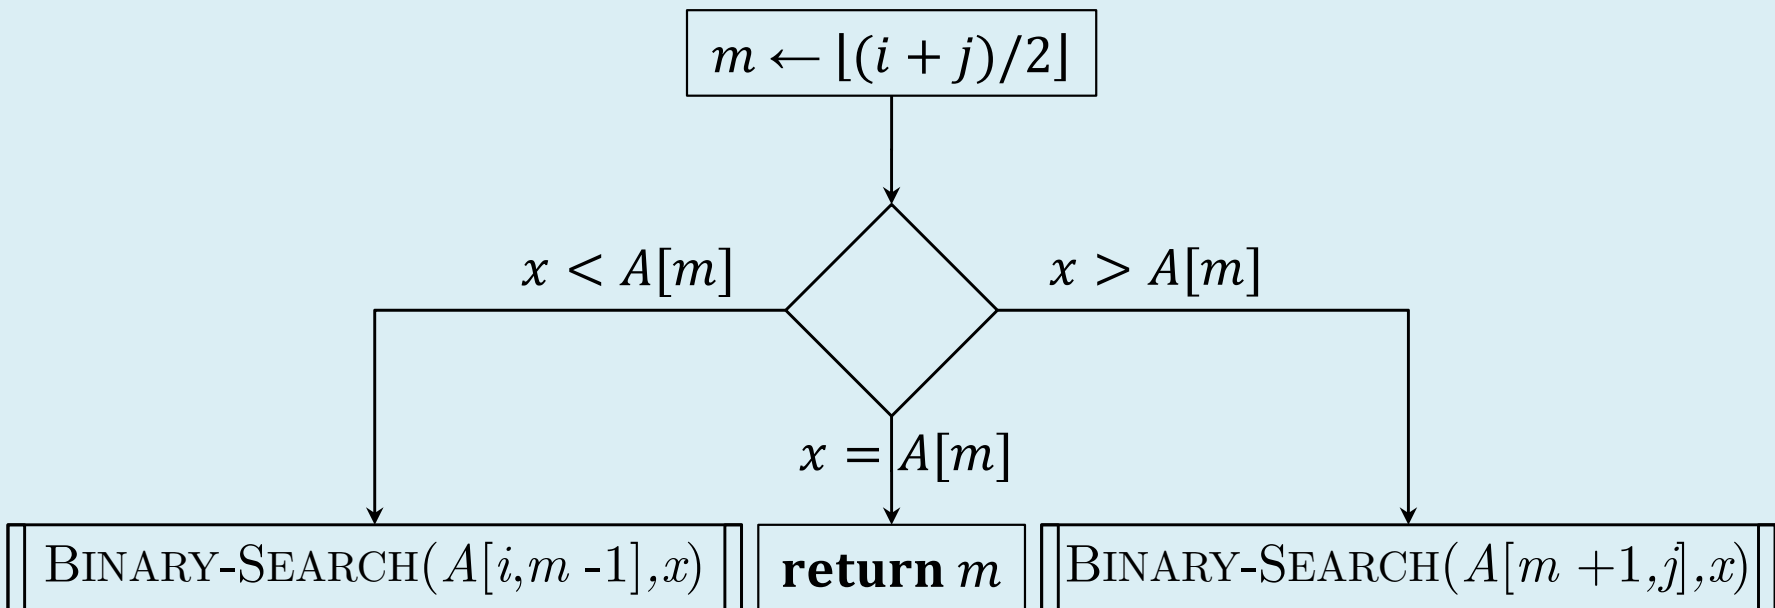 m ← ⌊(i + j)/2⌋
x < A[m]
x > A[m]
x = A[m]
BINARY-SEARCH(A[i,m -1],x)
return m
BINARY-SEARCH(A[m +1,j],x)